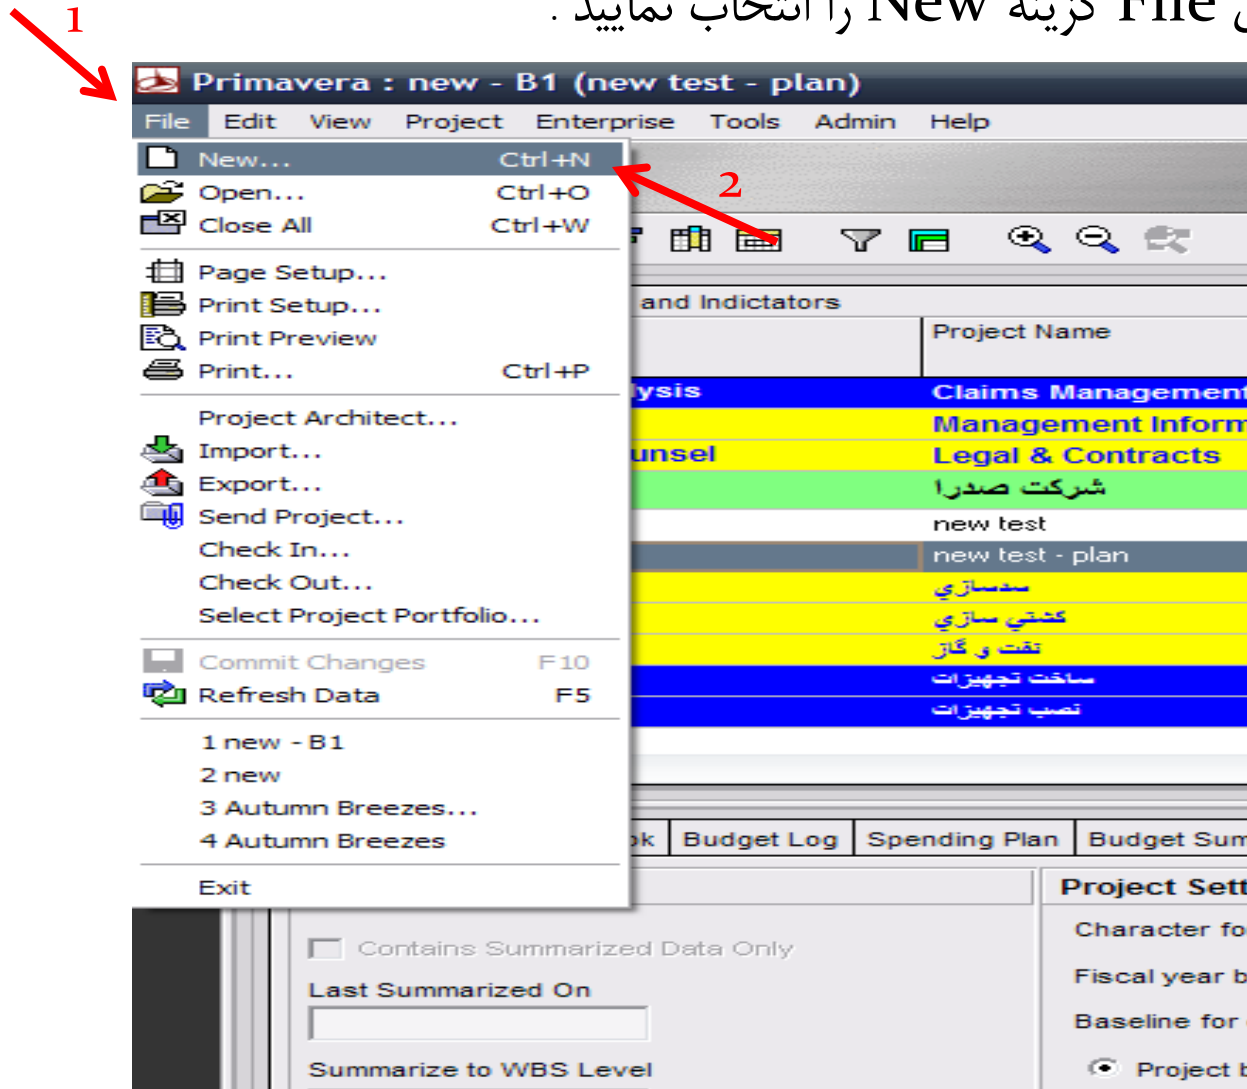 File گزینه New را انتخاب نمایید .
1
Primavera : new - B1 (new test - plan)
File Edit View Project Enterprise Tools Admin Help
New... Ctrl+N
2
Open... Ctrl+O
Close All Ctrl+W
Page Setup...
Print Setup... and Indictators
Print Preview Project Name
Print... Ctrl+P
lysis Claims Management
Project Architect... Management Inform
Import... unsel Legal & Contracts
Export... شرکت صدرا
Send Project... new test
Check In... new test - plan
Check Out... سدسازي
Select Project Portfolio... كشتي سازي
Commit Changes F10 نفت و گاز
Refresh Data F5 ساخت تجهیزات
نصب تجهیزات
1 new - B1
2 new
3 Autumn Breezes...
4 Autumn Breezes ok Budget Log Spending Plan Budget Sum
Exit Project Sett
Contains Summarized Data Only Character fo
Last Summarized On Fiscal year b
Baseline for
Summarize to WBS Level Project b